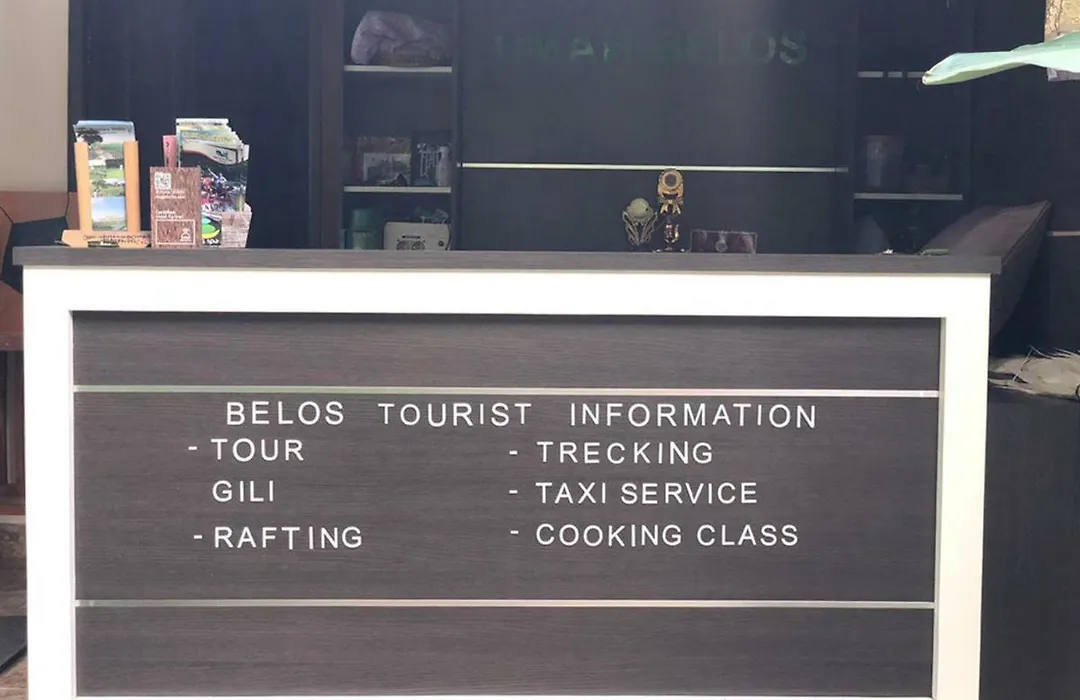 BELOS TOURIST INFORMATION
- TOUR
GILI
- RAFTING
- TRECKING
- TAXI SERVICE
- COOKING CLASS